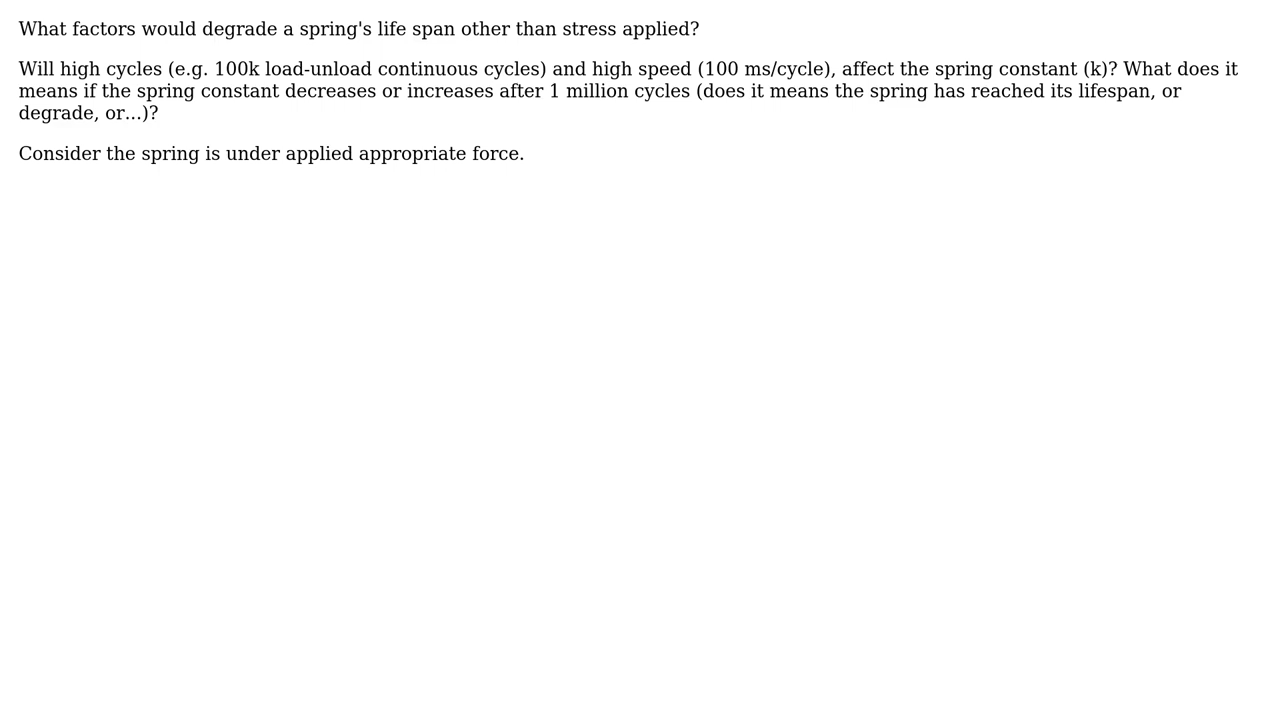 What factors would degrade a spring's life span other than stress applied?
Will high cycles (e.g. 100k load-unload continuous cycles) and high speed (100 ms/cycle), affect the spring constant (k)? What does it
means if the spring constant decreases or increases after 1 million cycles (does it means the spring has reached its lifespan, or
degrade, or...)?
Consider the spring is under applied appropriate force.